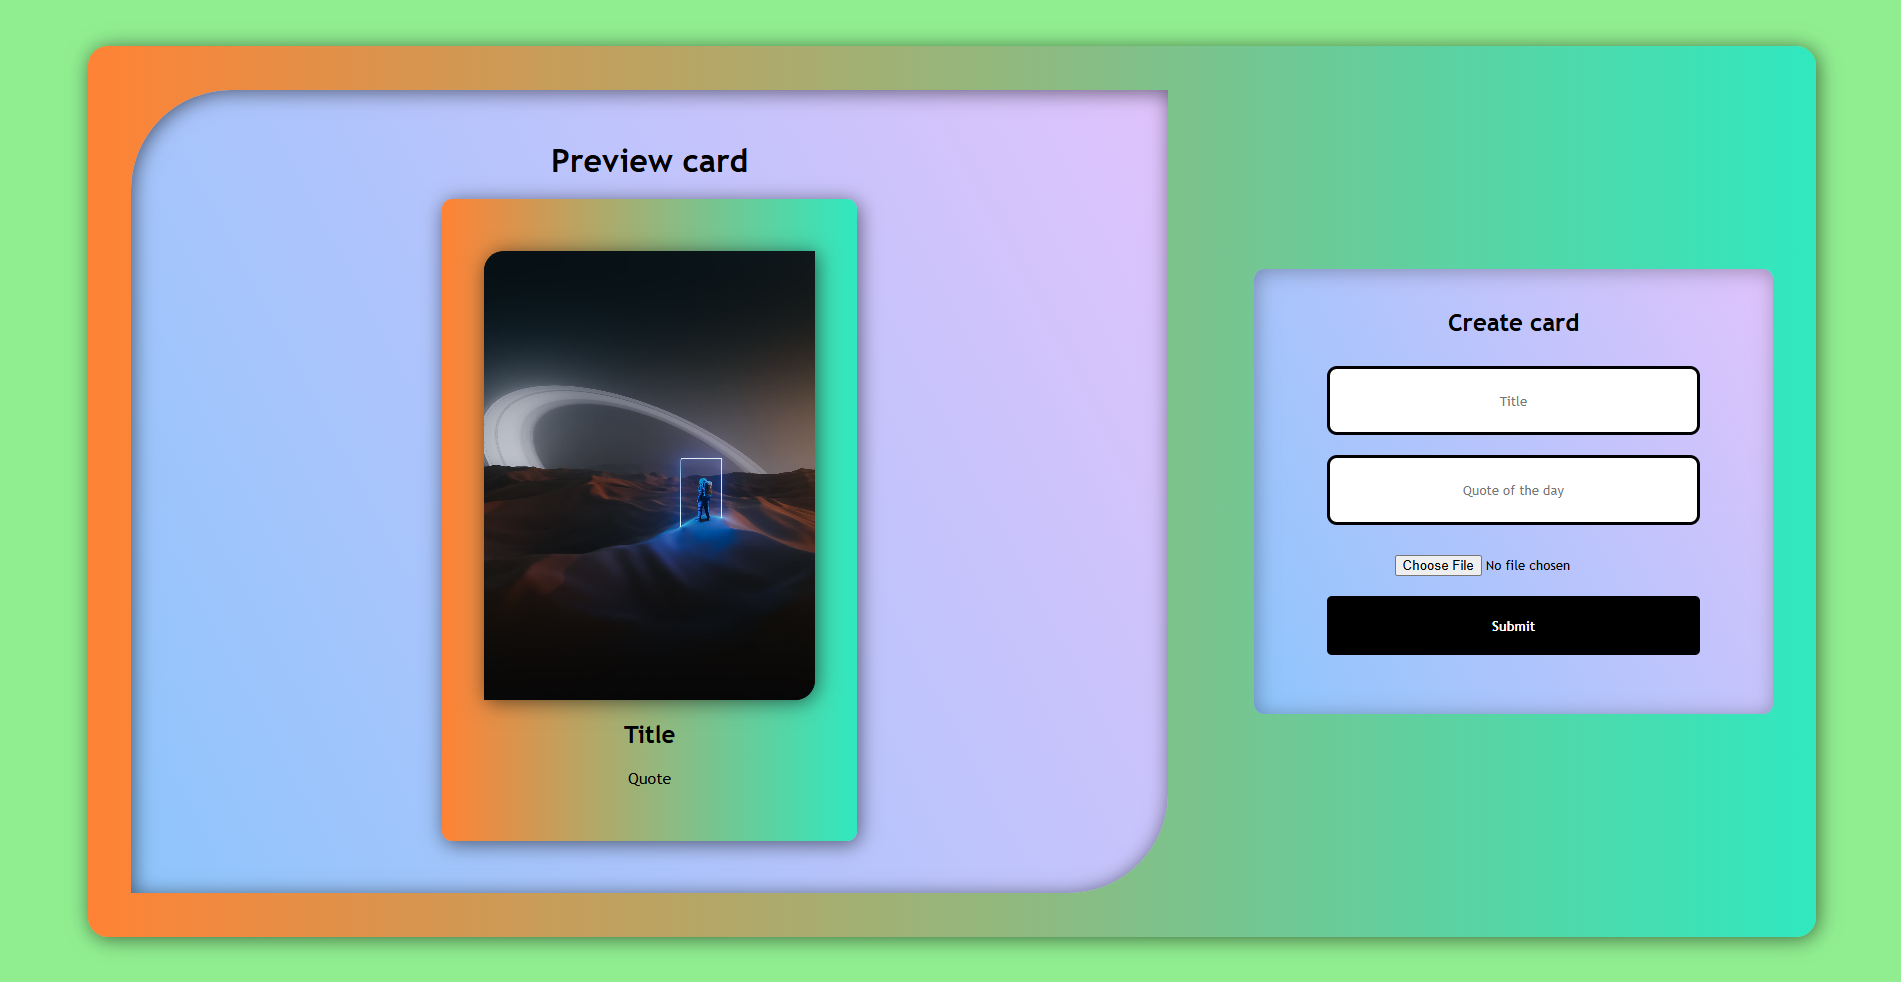 Preview card
Title
Quote
Create card
Title
Quote of the day
Choose File No file chosen
Submit